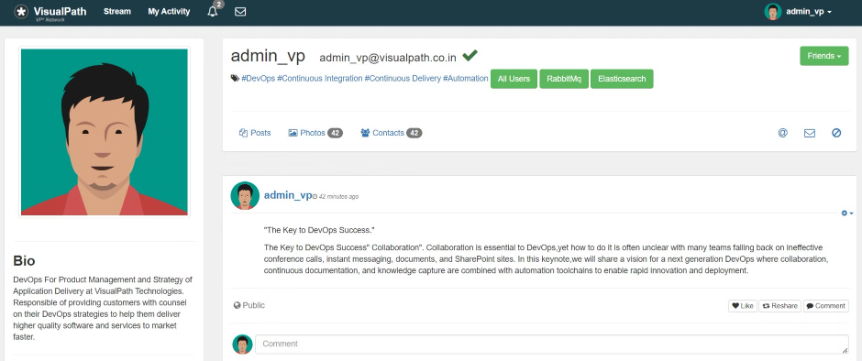 VisualPath
VP² Network
Stream
My Activity
2
admin_vp
admin_vp
admin_vp@visualpath.co.in
Friends
#DevOps #Continuous Integration #Continuous Delivery #Automation
All Users
RabbitMq
Elasticsearch
Posts
Photos 42
Contacts 42
admin_vp
42 minutes ago
"The Key to DevOps Success."
The Key to DevOps Success" Collaboration". Collaboration is essential to DevOps,yet how to do it is often unclear with many teams falling back on ineffective
conference calls, instant messaging, documents, and SharePoint sites. In this keynote,we will share a vision for a next generation DevOps where collaboration,
continuous documentation, and knowledge capture are combined with automation toolchains to enable rapid innovation and deployment.
Public
Like
Reshare
Comment
Comment
Bio
DevOps For Product Management and Strategy of
Application Delivery at VisualPath Technologies.
Responsible of providing customers with counsel
on their DevOps strategies to help them deliver
higher quality software and services to market
faster.